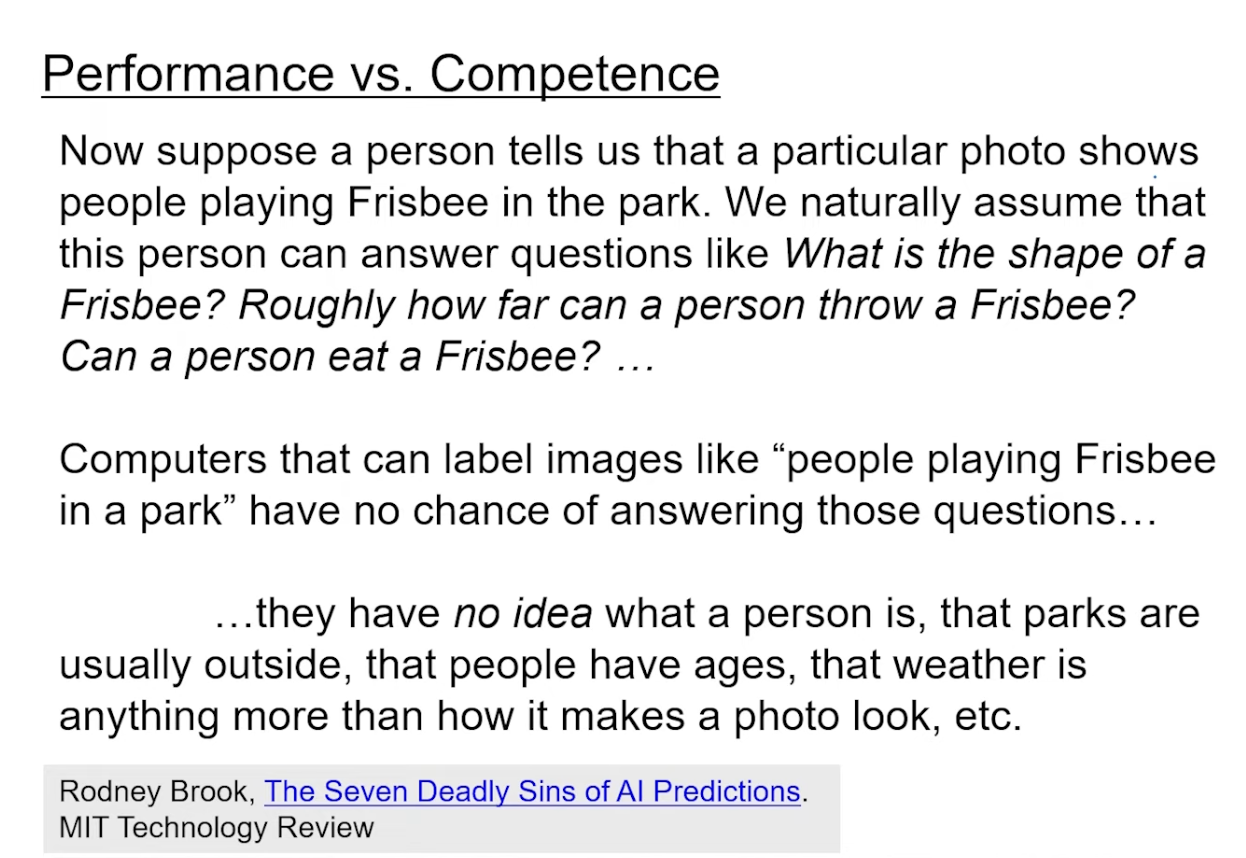 Performance vs. Competence
Now suppose a person tells us that a particular photo shows
people playing Frisbee in the park. We naturally assume that
this person can answer questions like What is the shape of a
Frisbee? Roughly how far can a person throw a Frisbee?
Can a person eat a Frisbee? …
Computers that can label images like “people playing Frisbee
in a park” have no chance of answering those questions…
…they have no idea what a person is, that parks are
usually outside, that people have ages, that weather is
anything more than how it makes a photo look, etc.
Rodney Brook, The Seven Deadly Sins of AI Predictions.
MIT Technology Review